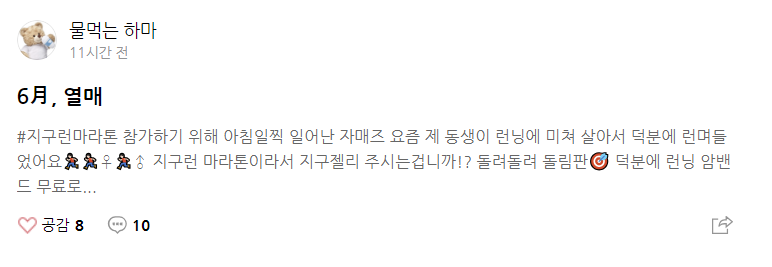 물먹는 하마
11시간 전
6月, 열매
#지구런마라톤 참가하기 위해 아침일찍 일어난 자매즈 요즘 제 동생이 런닝에 미쳐 살아서 덕분에 런며들
었어요🏃🏃♀🏃♂ 지구런 마라톤이라서 지구젤리 주시는겁니까!? 돌려돌려 돌림판🎯 덕분에 런닝 암밴
드 무료로...
공감 8 10